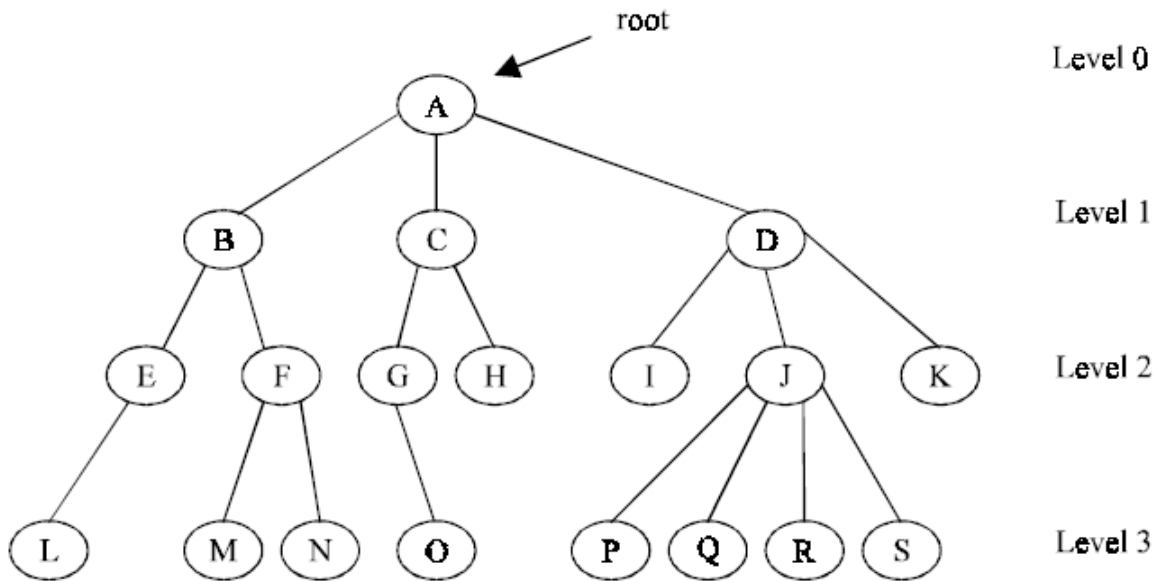 root
Level 0
A
Level 1
B C D
E F G H I J K Level 2
L M N O P Q R S Level 3